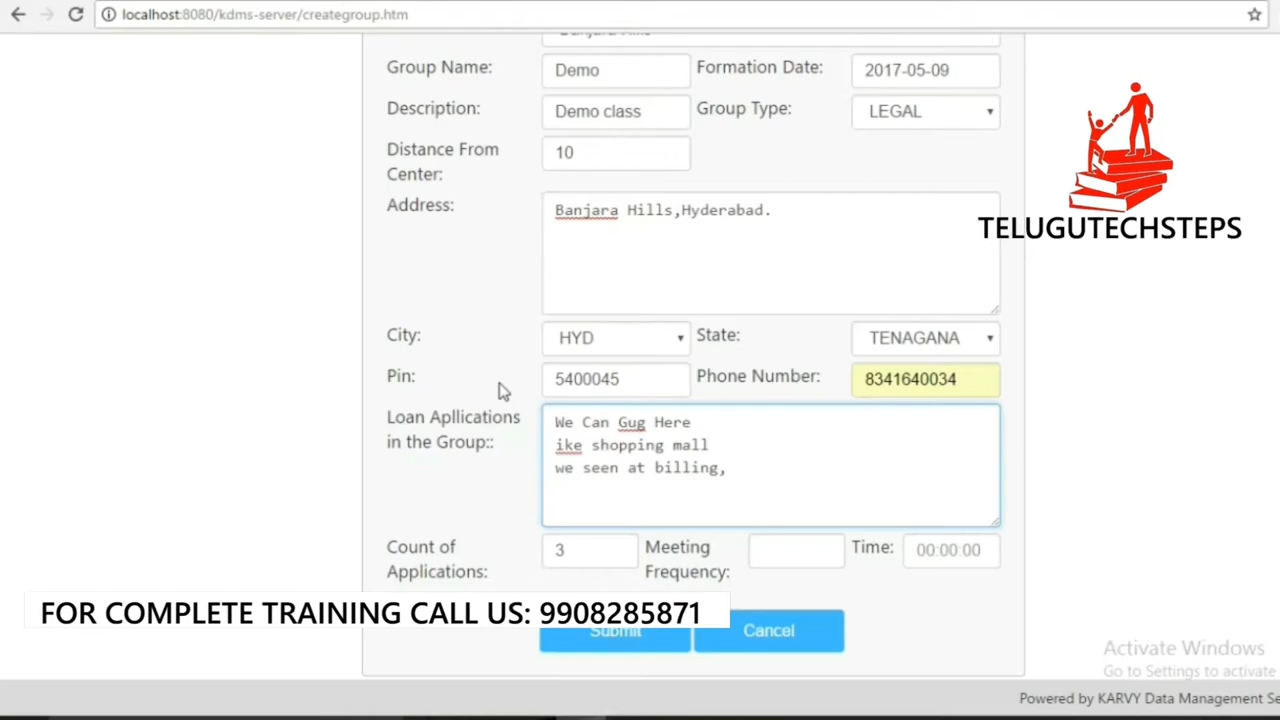 localhost:8080/kdms-server/creategroup.htm
Banjara Hills
Group Name: Demo Formation Date: 2017-05-09
Description: Demo class Group Type: LEGAL
Distance From
Center: 10
Address: Banjara Hills,Hyderabad.
TELUGUTECHSTEPS
City: HYD State: TENAGANA
Pin: 5400045 Phone Number: 8341640034
Loan Apllications
in the Group::
We Can Gug Here
ike shopping mall
we seen at billing,
Count of
Applications: 3 Meeting
Frequency: Time: 00:00:00
FOR COMPLETE TRAINING CALL US: 9908285871
Submit Cancel
Activate Windows
Go to Settings to activate
Powered by KARVY Data Management Se